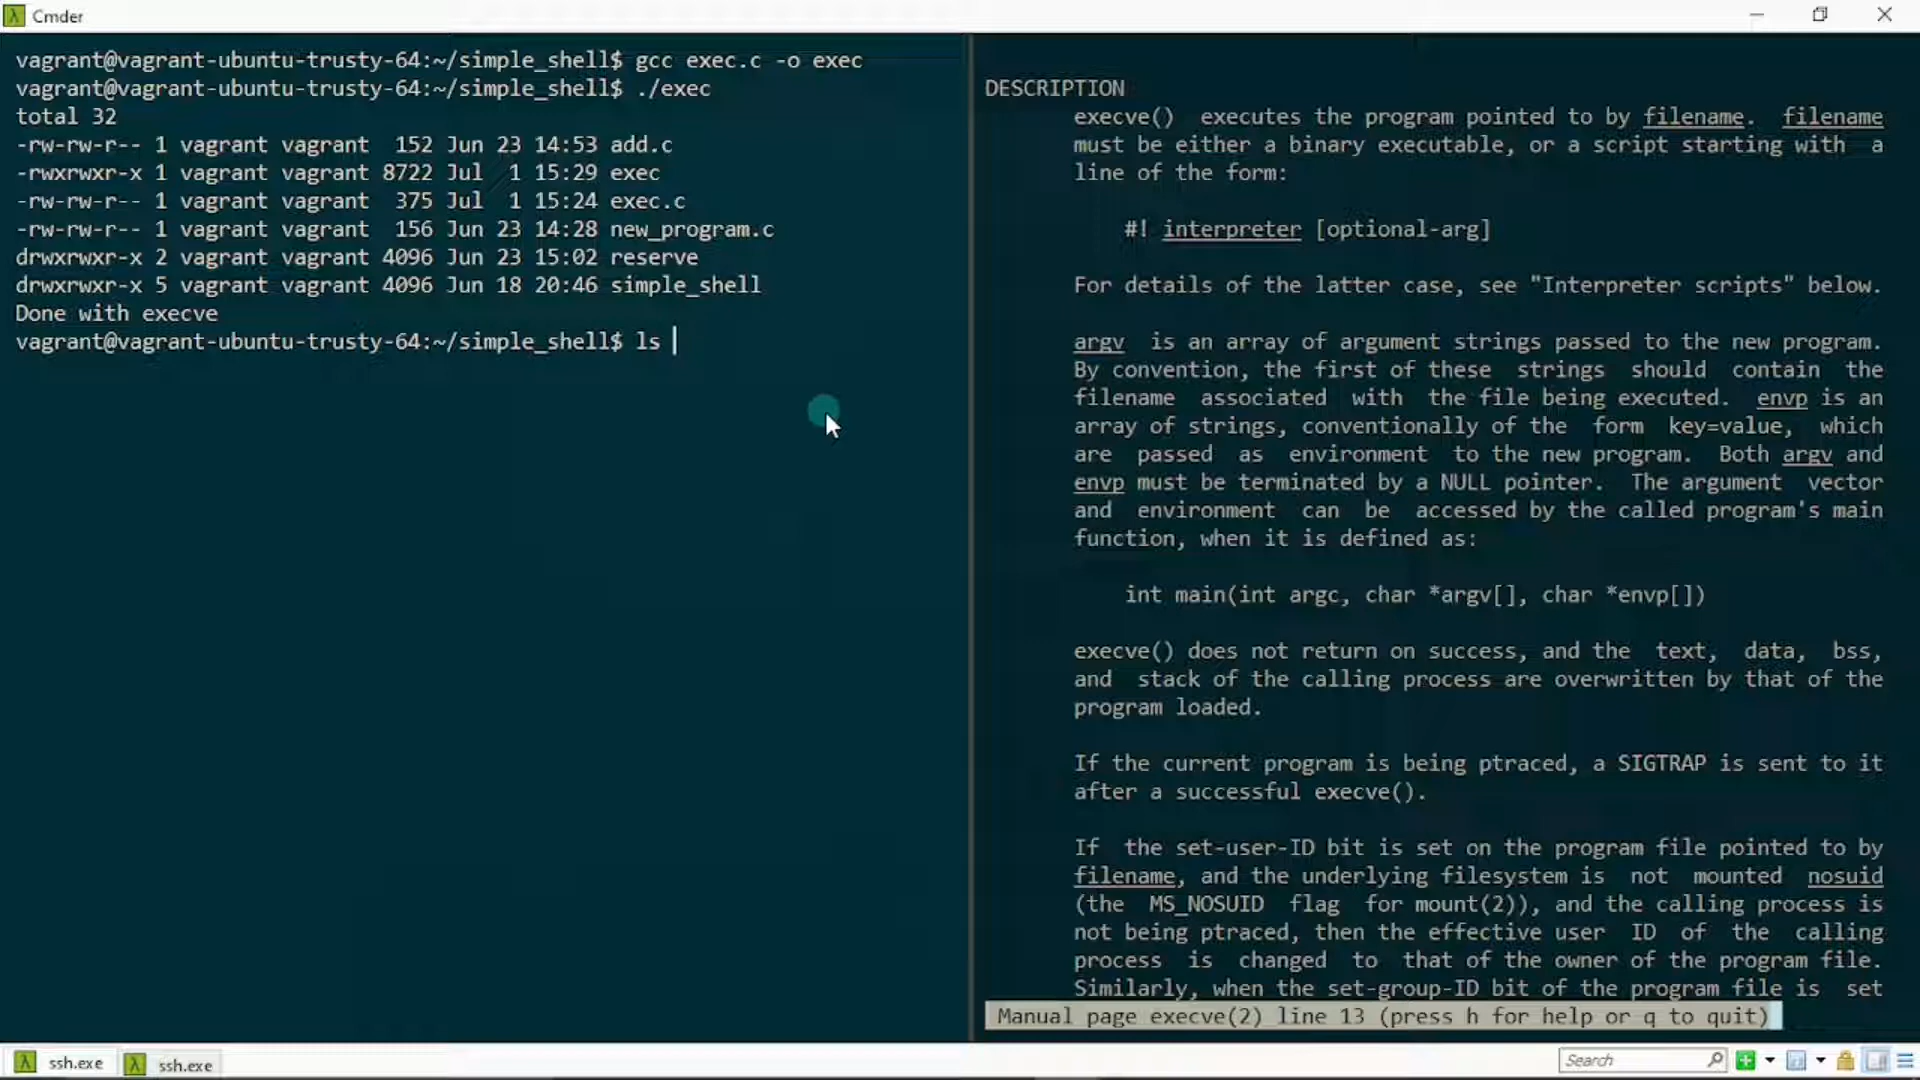 Cmder
vagrant@vagrant-ubuntu-trusty-64:~/simple_shell$ gcc exec.c -o exec
vagrant@vagrant-ubuntu-trusty-64:~/simple_shell$ ./exec
total 32
-rw-rw-r-- 1 vagrant vagrant  152 Jun 23 14:53 add.c
-rwxrwxr-x 1 vagrant vagrant 8722 Jul  1 15:29 exec
-rw-rw-r-- 1 vagrant vagrant  375 Jul  1 15:24 exec.c
-rw-rw-r-- 1 vagrant vagrant  156 Jun 23 14:28 new_program.c
drwxrwxr-x 2 vagrant vagrant 4096 Jun 23 15:02 reserve
drwxrwxr-x 5 vagrant vagrant 4096 Jun 18 20:46 simple_shell
Done with execve
vagrant@vagrant-ubuntu-trusty-64:~/simple_shell$ ls
DESCRIPTION
execve() executes the program pointed to by filename. filename
must be either a binary executable, or a script starting with a
line of the form:
#! interpreter [optional-arg]
For details of the latter case, see "Interpreter scripts" below.
argv is an array of argument strings passed to the new program.
By convention, the first of these strings should contain the
filename associated with the file being executed. envp is an
array of strings, conventionally of the form key=value, which
are passed as environment to the new program. Both argv and
envp must be terminated by a NULL pointer. The argument vector
and environment can be accessed by the called program's main
function, when it is defined as:
int main(int argc, char *argv[], char *envp[])
execve() does not return on success, and the text, data, bss,
and stack of the calling process are overwritten by that of the
program loaded.
If the current program is being ptraced, a SIGTRAP is sent to it
after a successful execve().
If the set-user-ID bit is set on the program file pointed to by
filename, and the underlying filesystem is not mounted nosuid
(the MS_NOSUID flag for mount(2)), and the calling process is
not being ptraced, then the effective user ID of the calling
process is changed to that of the owner of the program file.
Similarly, when the set-group-ID bit of the program file is set
Manual page execve(2) line 13 (press h for help or q to quit)
ssh.exe
ssh.exe
Search